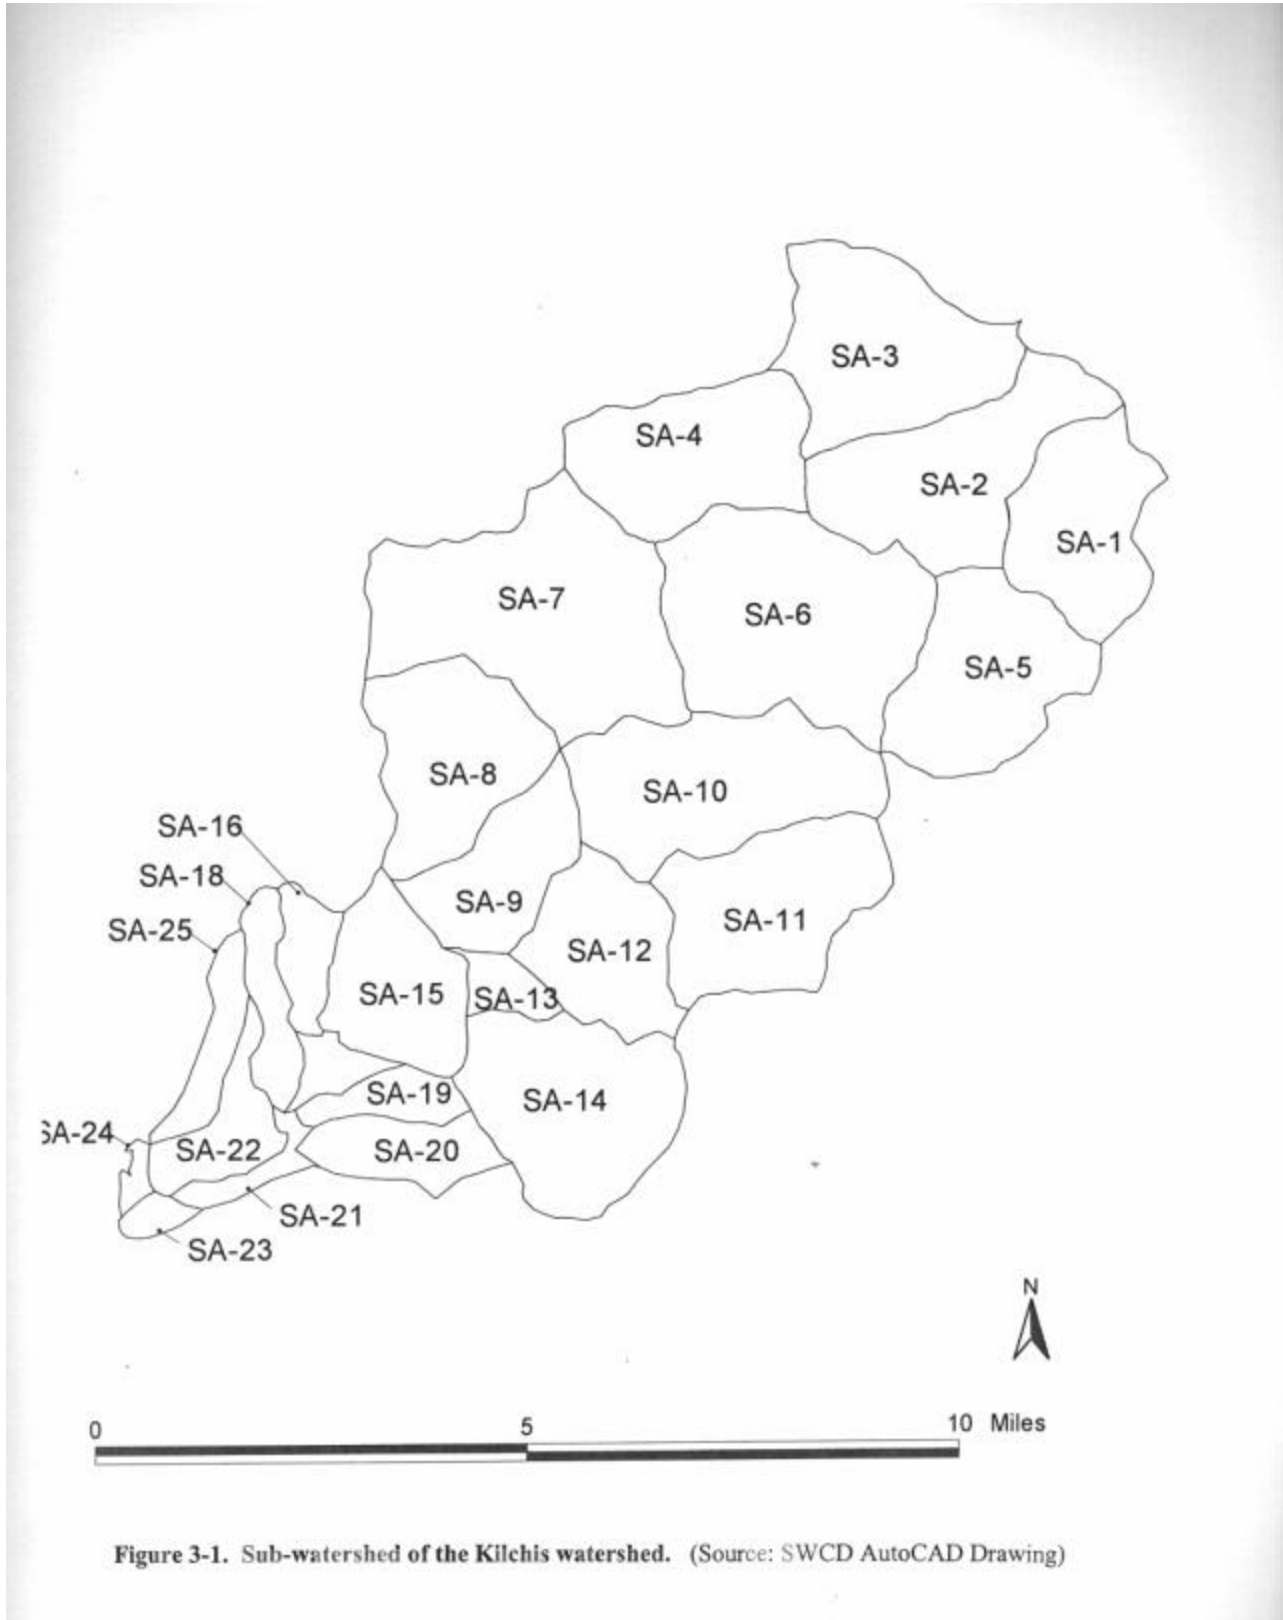 SA-3
SA-4
SA-2
SA-1
SA-7
SA-6
SA-5
SA-8
SA-10
SA-16
SA-18
SA-9
SA-11
SA-25
SA-12
SA-15
SA-13
SA-19
SA-14
SA-24
SA-22
SA-20
SA-21
SA-23
N
0 5 10 Miles
Figure 3-1. Sub-watershed of the Kilchis watershed. (Source: SWCD AutoCAD Drawing)